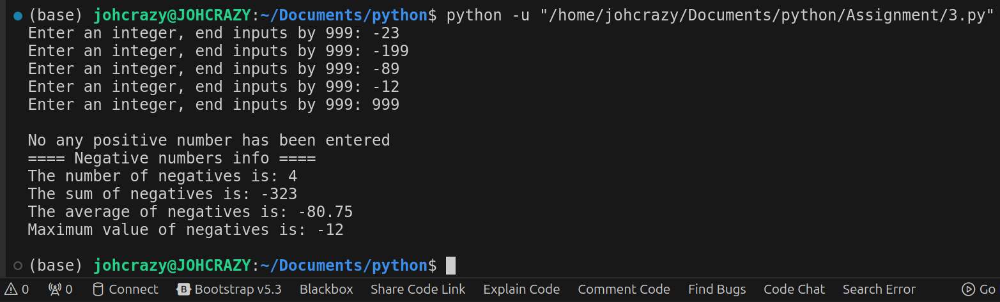 (base) johcrazy@JOHCRAZY:~/Documents/python$ python -u "/home/johcrazy/Documents/python/Assignment/3.py"
Enter an integer, end inputs by 999: -23
Enter an integer, end inputs by 999: -199
Enter an integer, end inputs by 999: -89
Enter an integer, end inputs by 999: -12
Enter an integer, end inputs by 999: 999
No any positive number has been entered
==== Negative numbers info ====
The number of negatives is: 4
The sum of negatives is: -323
The average of negatives is: -80.75
Maximum value of negatives is: -12
(base) johcrazy@JOHCRAZY:~/Documents/python$
0 0 Connect B Bootstrap v5.3 Blackbox Share Code Link Explain Code Comment Code Find Bugs Code Chat Search Error Go